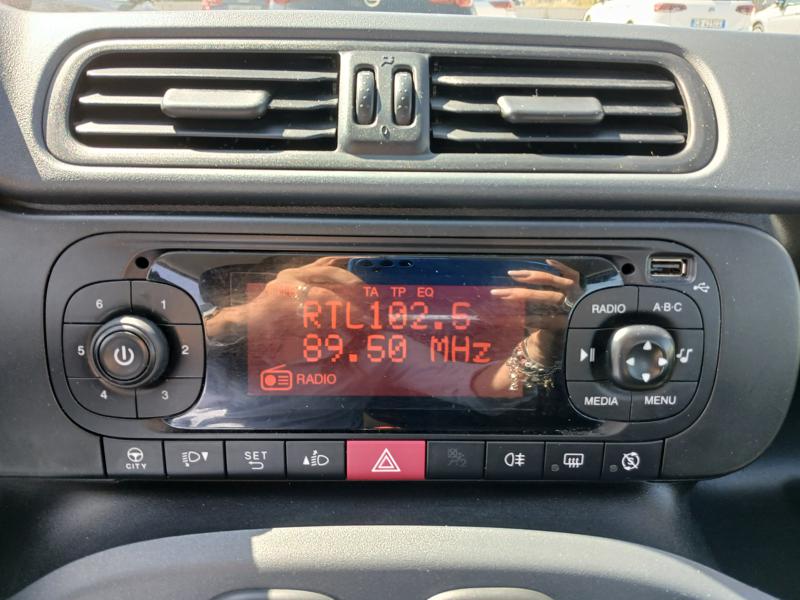 TA TP EQ
RTL102.5
89.50 MHz
RADIO
6 1
5 2
4 3
RADIO A·B·C
MEDIA MENU
CITY
SET